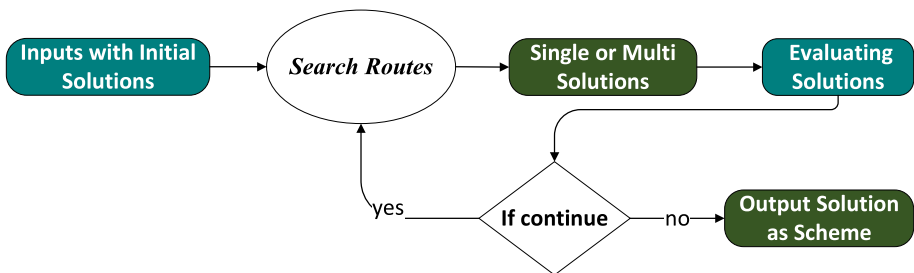 Inputs with Initial
Solutions
Search Routes
Single or Multi
Solutions
Evaluating
Solutions
yes
If continue
no
Output Solution
as Scheme